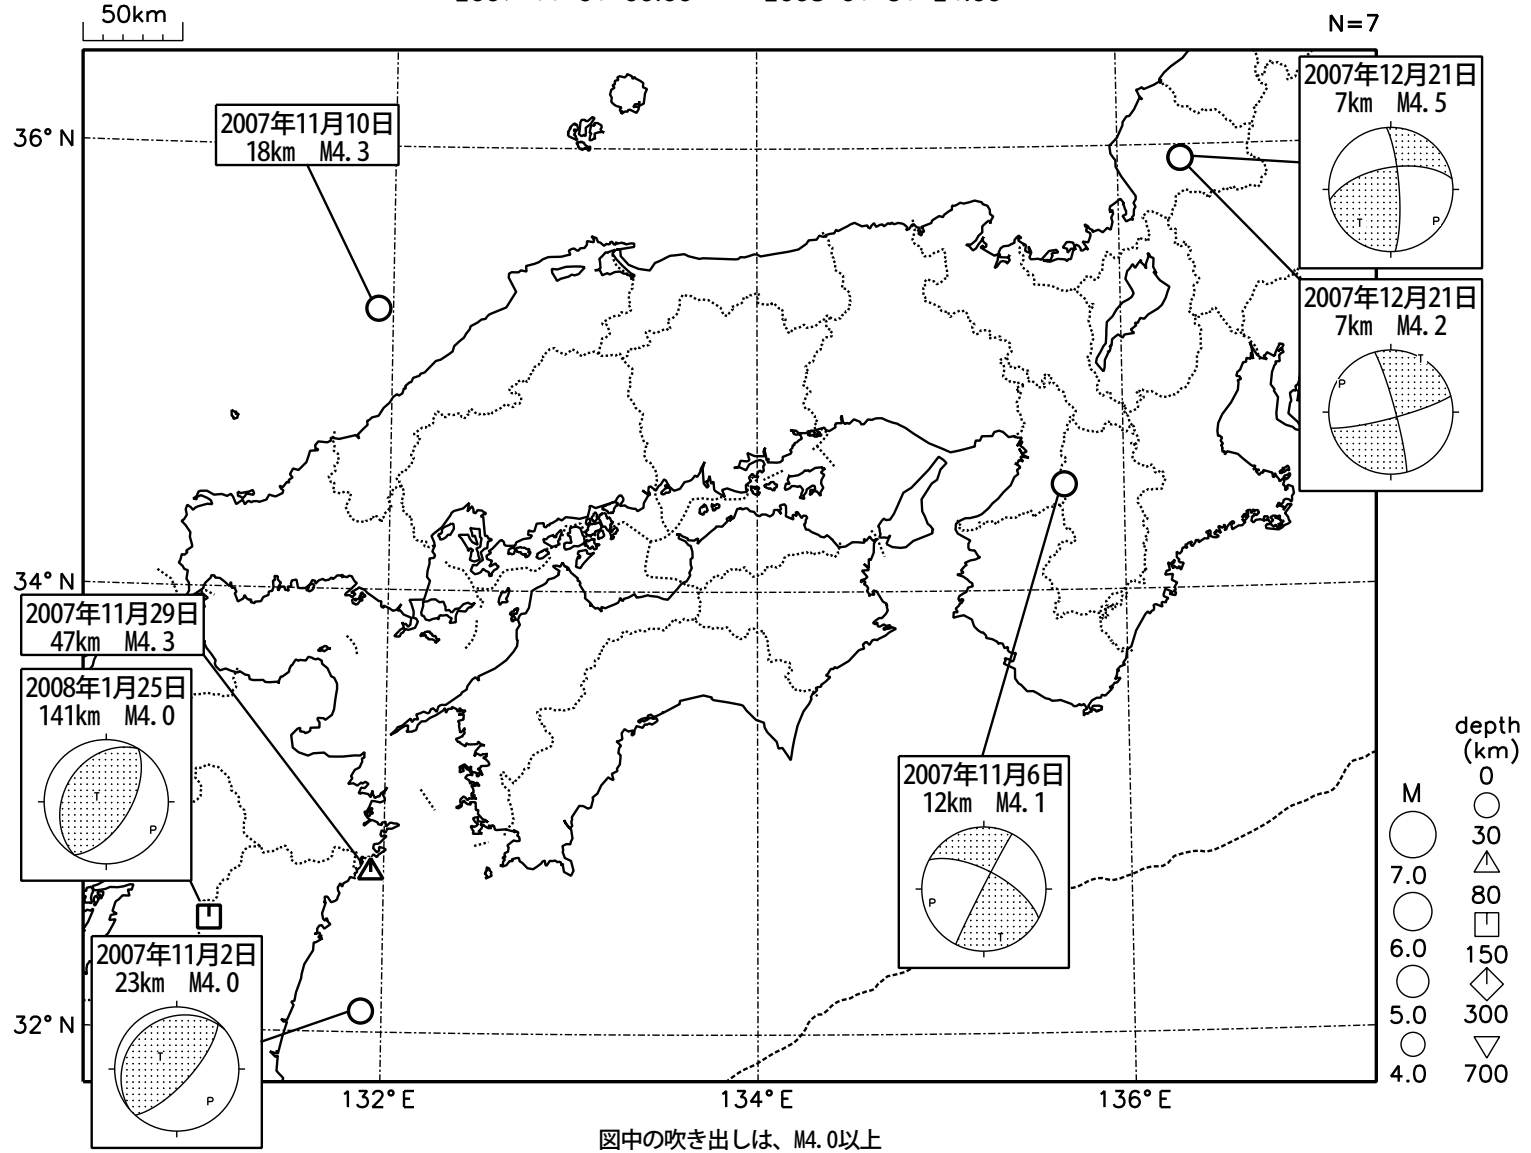 50km
N=7
2007年12月21日
7km M4.5
T
P
36°N
2007年11月10日
18km M4.3
2007年12月21日
7km M4.2
T
P
34°N
2007年11月29日
47km M4.3
2008年1月25日
141km M4.0
T
P
2007年11月6日
12km M4.1
P
T
2007年11月2日
23km M4.0
T
P
32°N
132°E
134°E
136°E
M
7.0
6.0
5.0
4.0
depth
(km)
0
30
80
150
300
700
図中の吹き出しは、M4.0以上